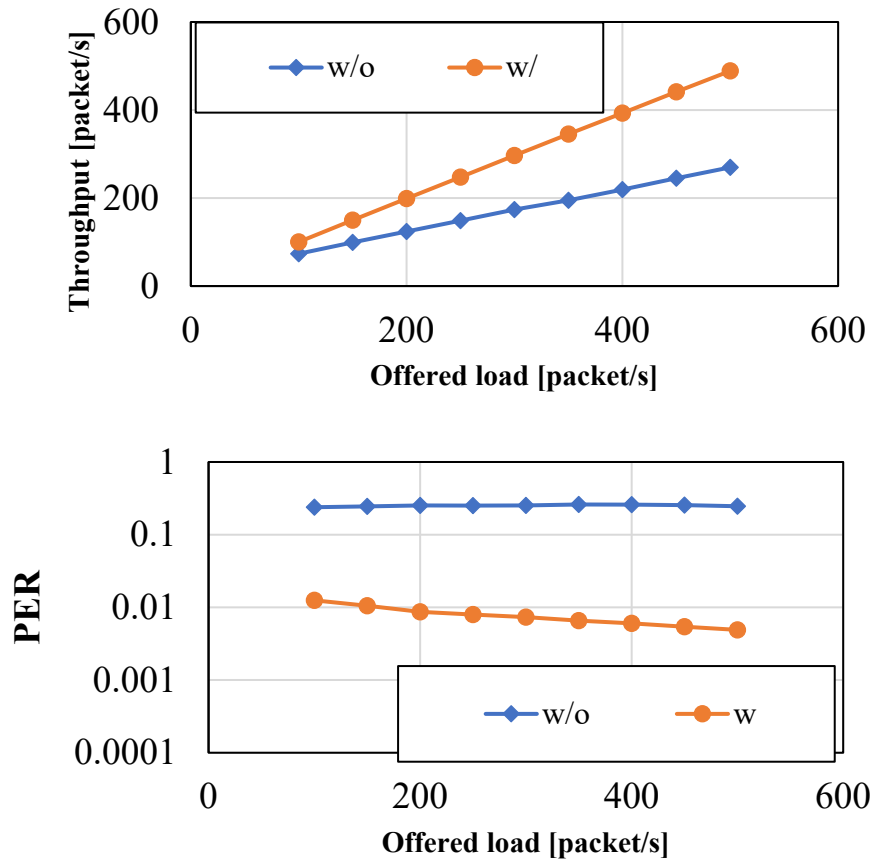 600
w/o w/
400
200
0
Throughput [packet/s]
0 200 400 600
Offered load [packet/s]
1
0.1
0.01
0.001
0.0001
PER
w/o w
0 200 400 600
Offered load [packet/s]